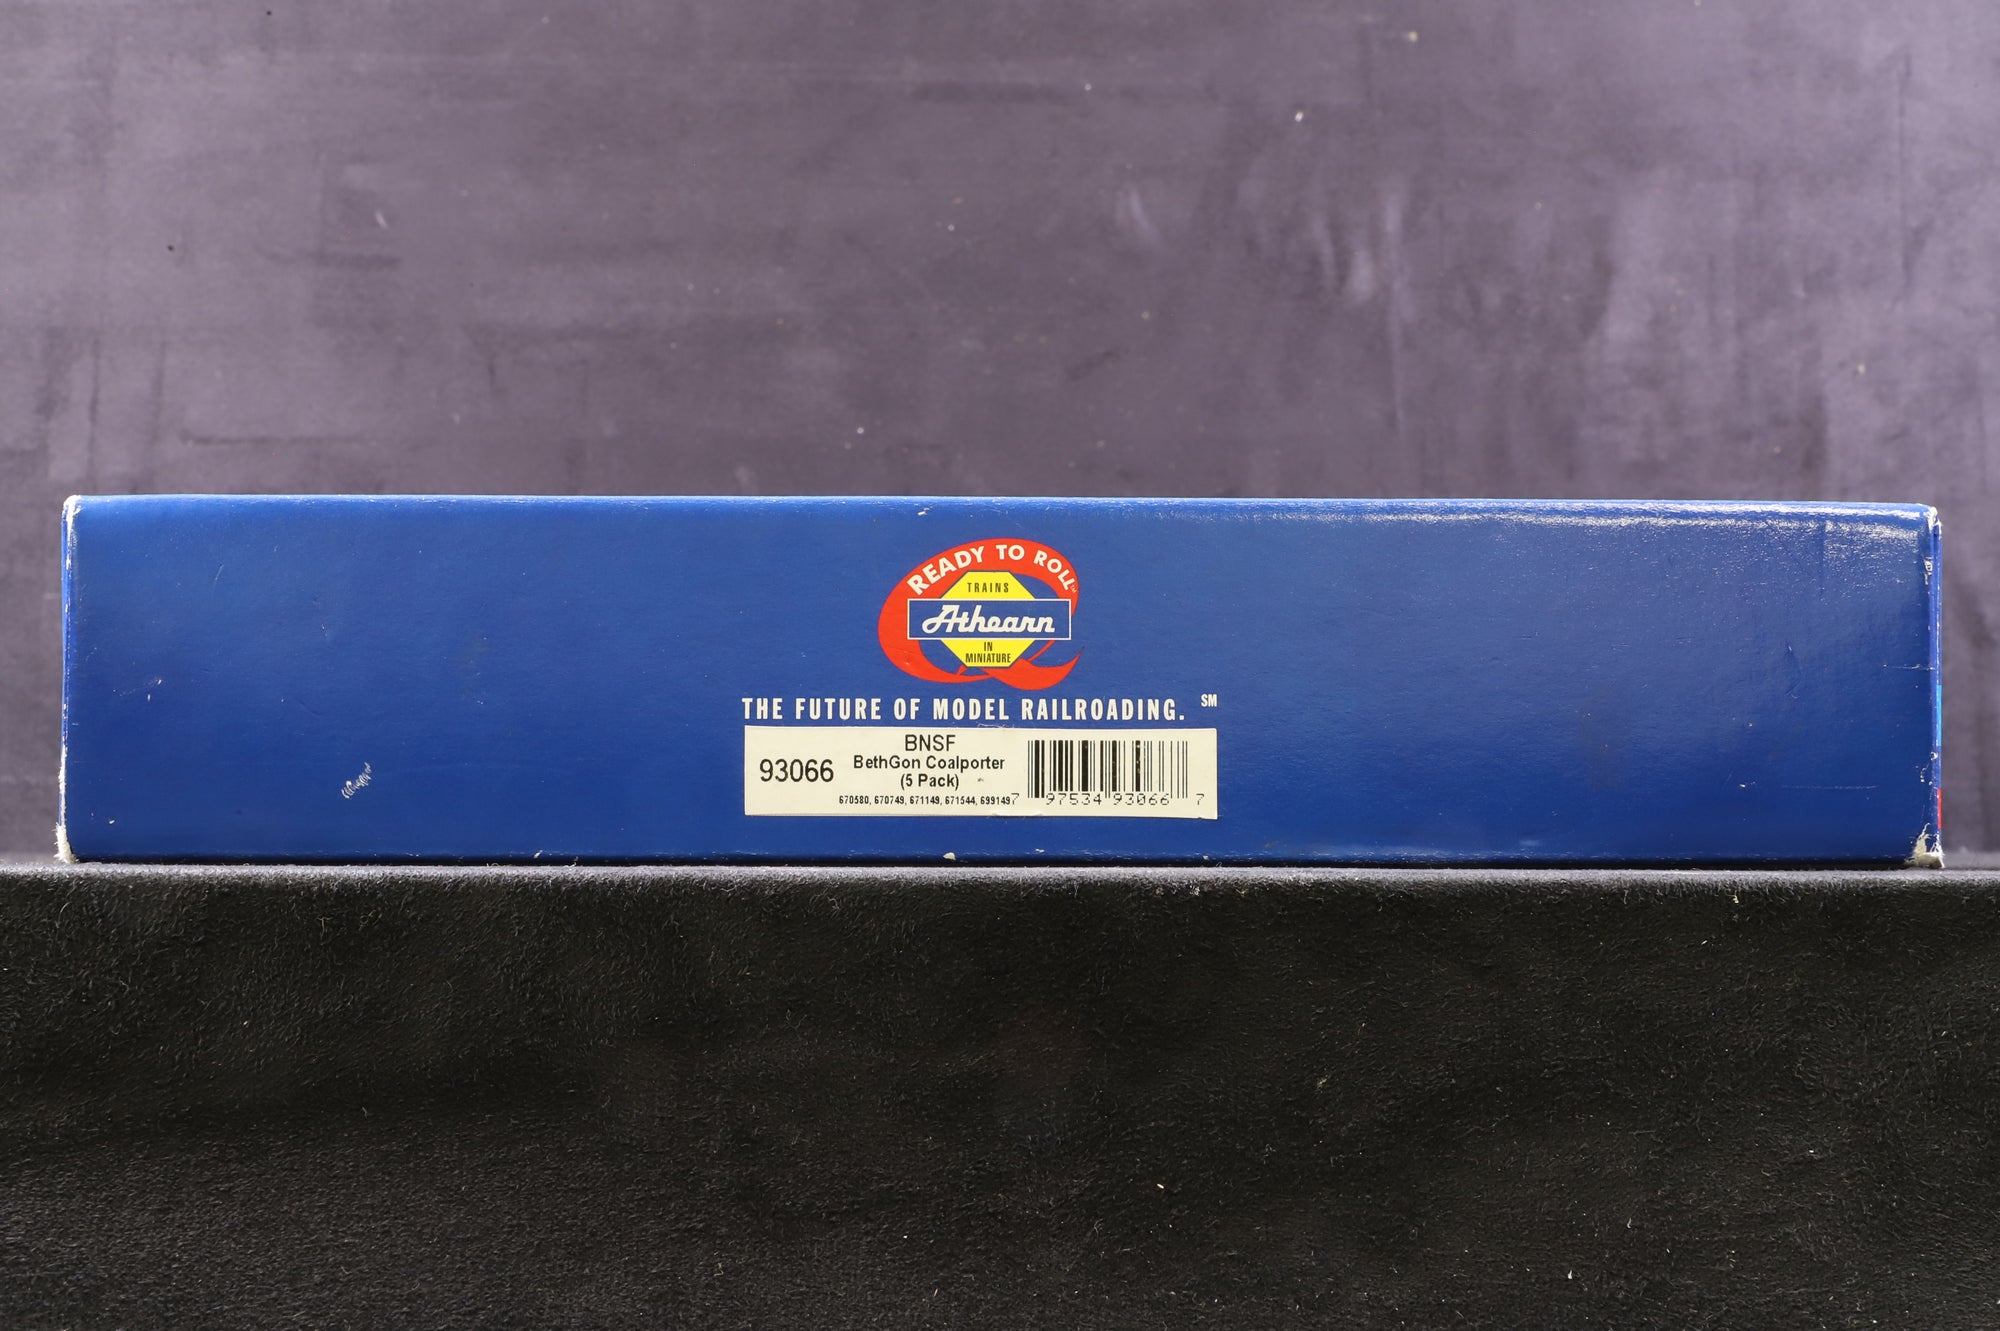 READY TO ROLL™
TRAINS
Athearn
IN
MINIATURE
THE FUTURE OF MODEL RAILROADING. SM
93066
BNSF
BethGon Coalporter
(5 Pack)
670580, 670749, 671149, 671544, 699149
7 97534 93066 7